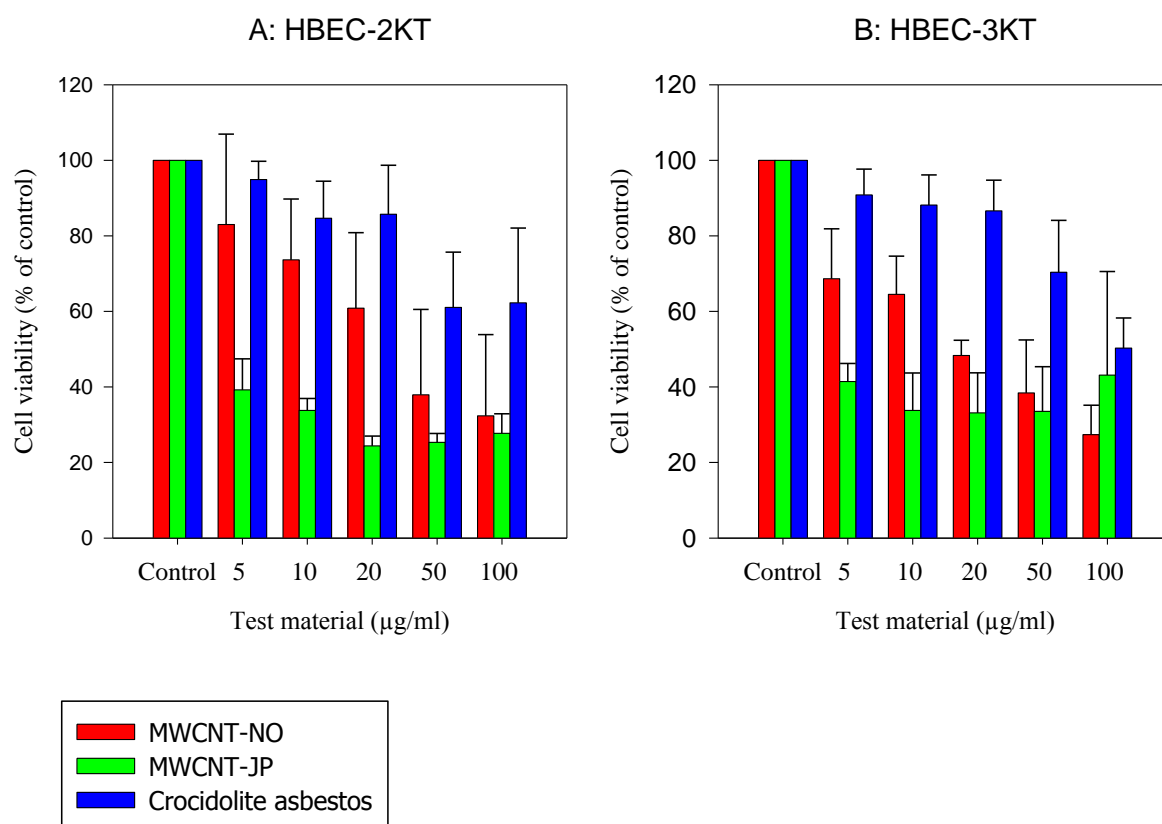 A: HBEC-2KT
B: HBEC-3KT
Cell viability (% of control)
120
100
80
60
40
20
0
Control 5 10 20 50 100
Test material (µg/ml)
Cell viability (% of control)
120
100
80
60
40
20
0
Control 5 10 20 50 100
Test material (µg/ml)
MWCNT-NO
MWCNT-JP
Crocidolite asbestos